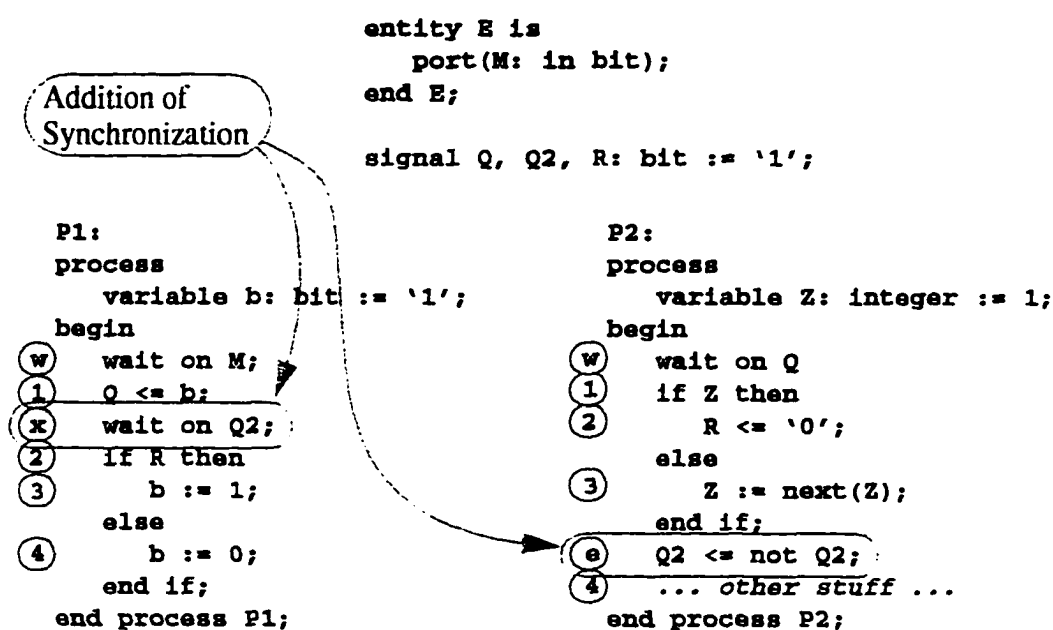 entity E is
port(M: in bit);
end E;
Addition of
Synchronization
signal Q, Q2, R: bit := `1';
P1:
process
variable b: bit := `1';
begin
w wait on M;
1 Q <= b;
x wait on Q2;
2 if R then
3 b := 1;
else
4 b := 0;
end if;
end process P1;
P2:
process
variable Z: integer := 1;
begin
w wait on Q
1 if Z then
2 R <= `0';
else
3 Z := next(Z);
end if;
e Q2 <= not Q2;
4 ... other stuff ...
end process P2;